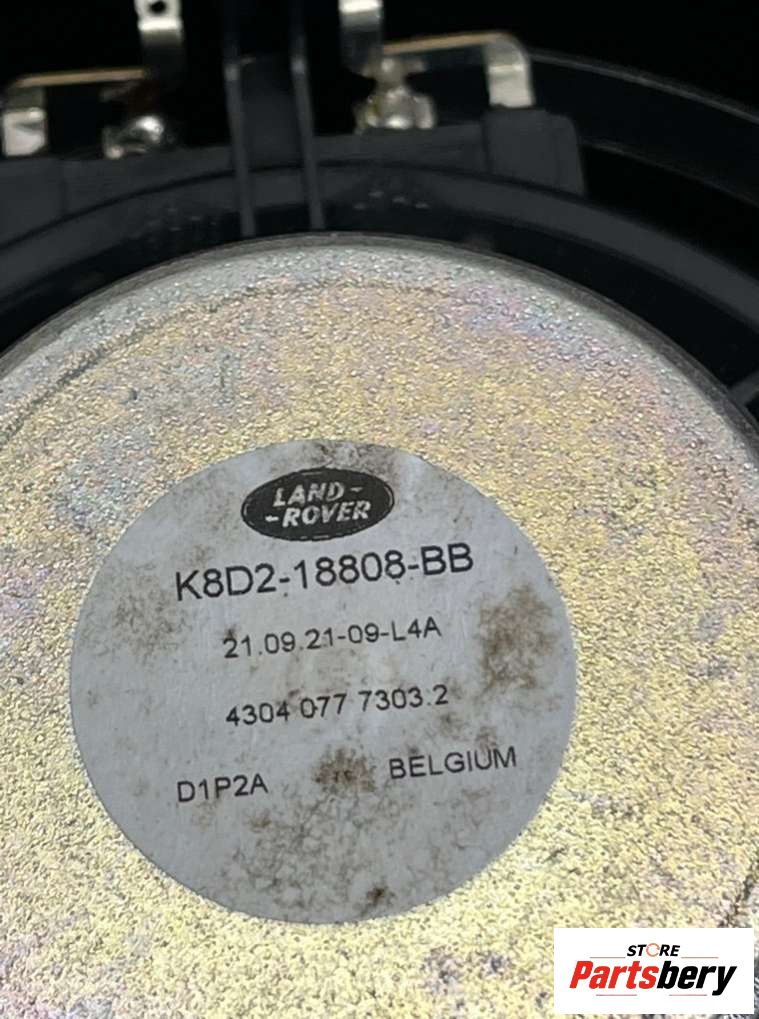 LAND-
-ROVER
K8D2-18808-BB
21.09.21-09-L4A
4304 077 7303.2
D1P2A BELGIUM
STORE
Partsbery